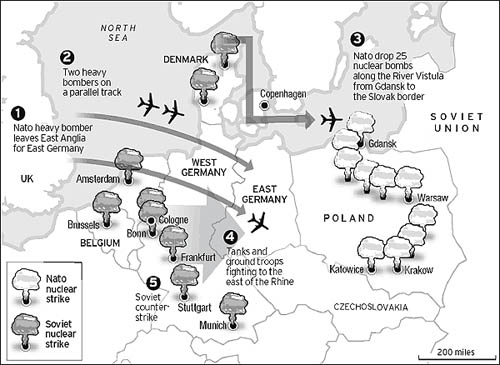 NORTH
SEA
2
Two heavy
bombers on
a parallel track
DENMARK
Copenhagen
3
Nato drop 25
nuclear bombs
along the River Vistula
from Gdansk to
the Slovak border
SOVIET
UNION
1
Nato heavy bomber
leaves East Anglia
for East Germany
UK
Gdansk
WEST
GERMANY
Amsterdam
EAST
GERMANY
Warsaw
POLAND
Brussels
BELGIUM
Cologne
Bonn
Frankfurt
4
Tanks and
ground troops
fighting to the
east of the Rhine
Katowice
Krakow
5
Soviet
counter-
strike
Stuttgart
Munich
CZECHOSLOVAKIA
Nato
nuclear
strike
Soviet
nuclear
strike
200 miles